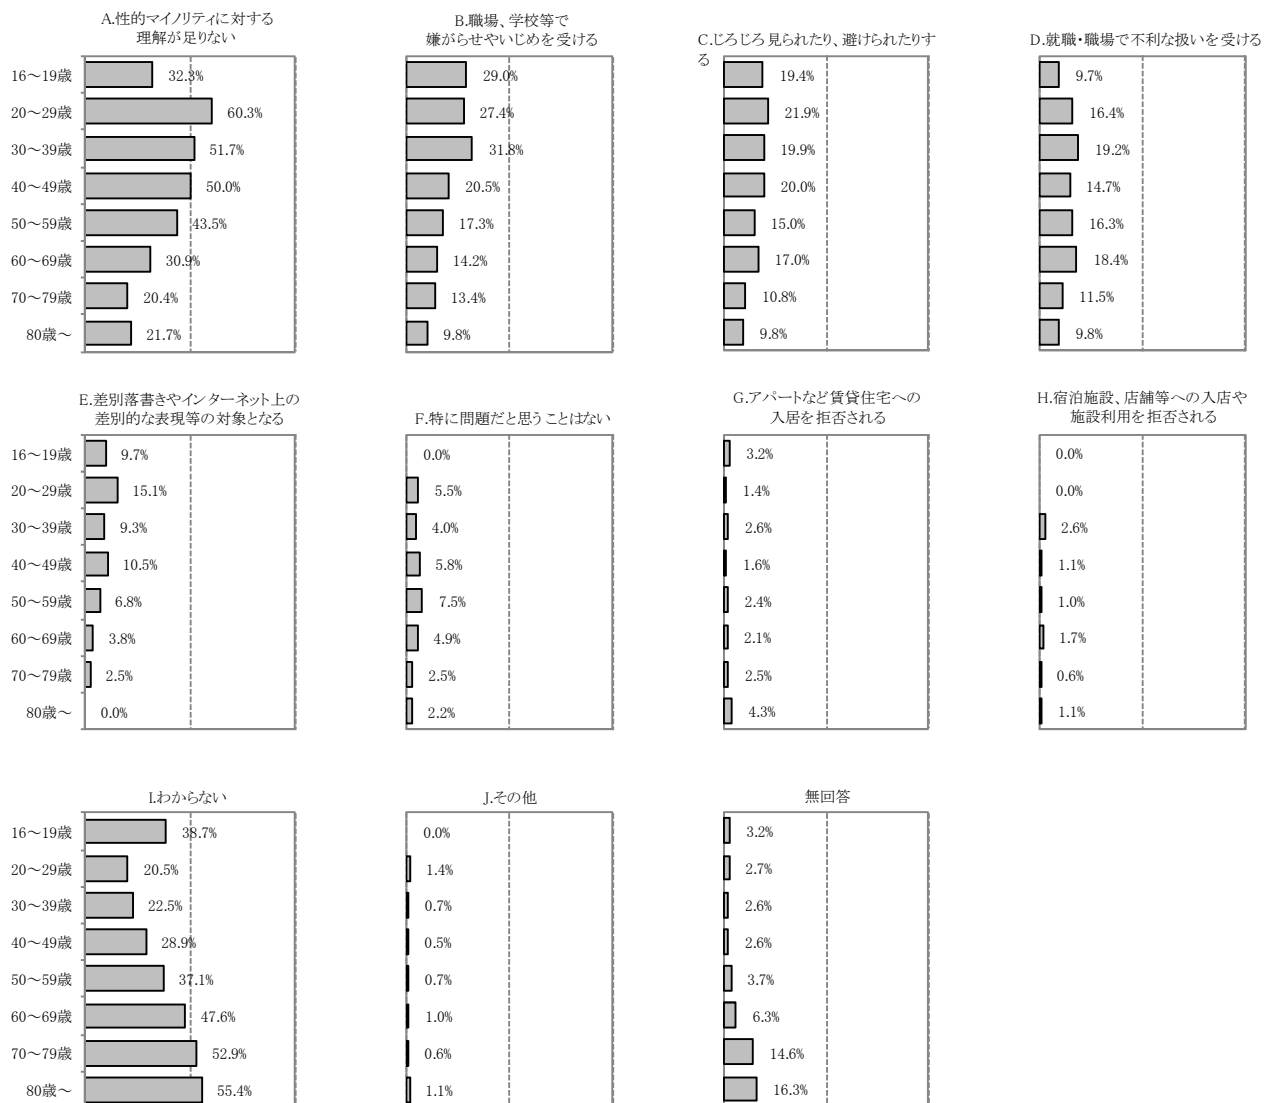 A.性的マイノリティに対する
理解が足りない
16～19歳 32.3%
20～29歳 60.3%
30～39歳 51.7%
40～49歳 50.0%
50～59歳 43.5%
60～69歳 30.9%
70～79歳 20.4%
80歳～ 21.7%
B.職場、学校等で
嫌がらせやいじめを受ける
29.0%
27.4%
31.8%
20.5%
17.3%
14.2%
13.4%
9.8%
C.じろじろ見られたり、避けられたりす
る
19.4%
21.9%
19.9%
20.0%
15.0%
17.0%
10.8%
9.8%
D.就職・職場で不利な扱いを受ける
9.7%
16.4%
19.2%
14.7%
16.3%
18.4%
11.5%
9.8%
E.差別落書きやインターネット上の
差別的な表現等の対象となる
16～19歳 9.7%
20～29歳 15.1%
30～39歳 9.3%
40～49歳 10.5%
50～59歳 6.8%
60～69歳 3.8%
70～79歳 2.5%
80歳～ 0.0%
F.特に問題だと思うことはない
0.0%
5.5%
4.0%
5.8%
7.5%
4.9%
2.5%
2.2%
G.アパートなど賃貸住宅への
入居を拒否される
3.2%
1.4%
2.6%
1.6%
2.4%
2.1%
2.5%
4.3%
H.宿泊施設、店舗等への入店や
施設利用を拒否される
0.0%
0.0%
2.6%
1.1%
1.0%
1.7%
0.6%
1.1%
I.わからない
16～19歳 38.7%
20～29歳 20.5%
30～39歳 22.5%
40～49歳 28.9%
50～59歳 37.1%
60～69歳 47.6%
70～79歳 52.9%
80歳～ 55.4%
J.その他
0.0%
1.4%
0.7%
0.5%
0.7%
1.0%
0.6%
1.1%
無回答
3.2%
2.7%
2.6%
2.6%
3.7%
6.3%
14.6%
16.3%